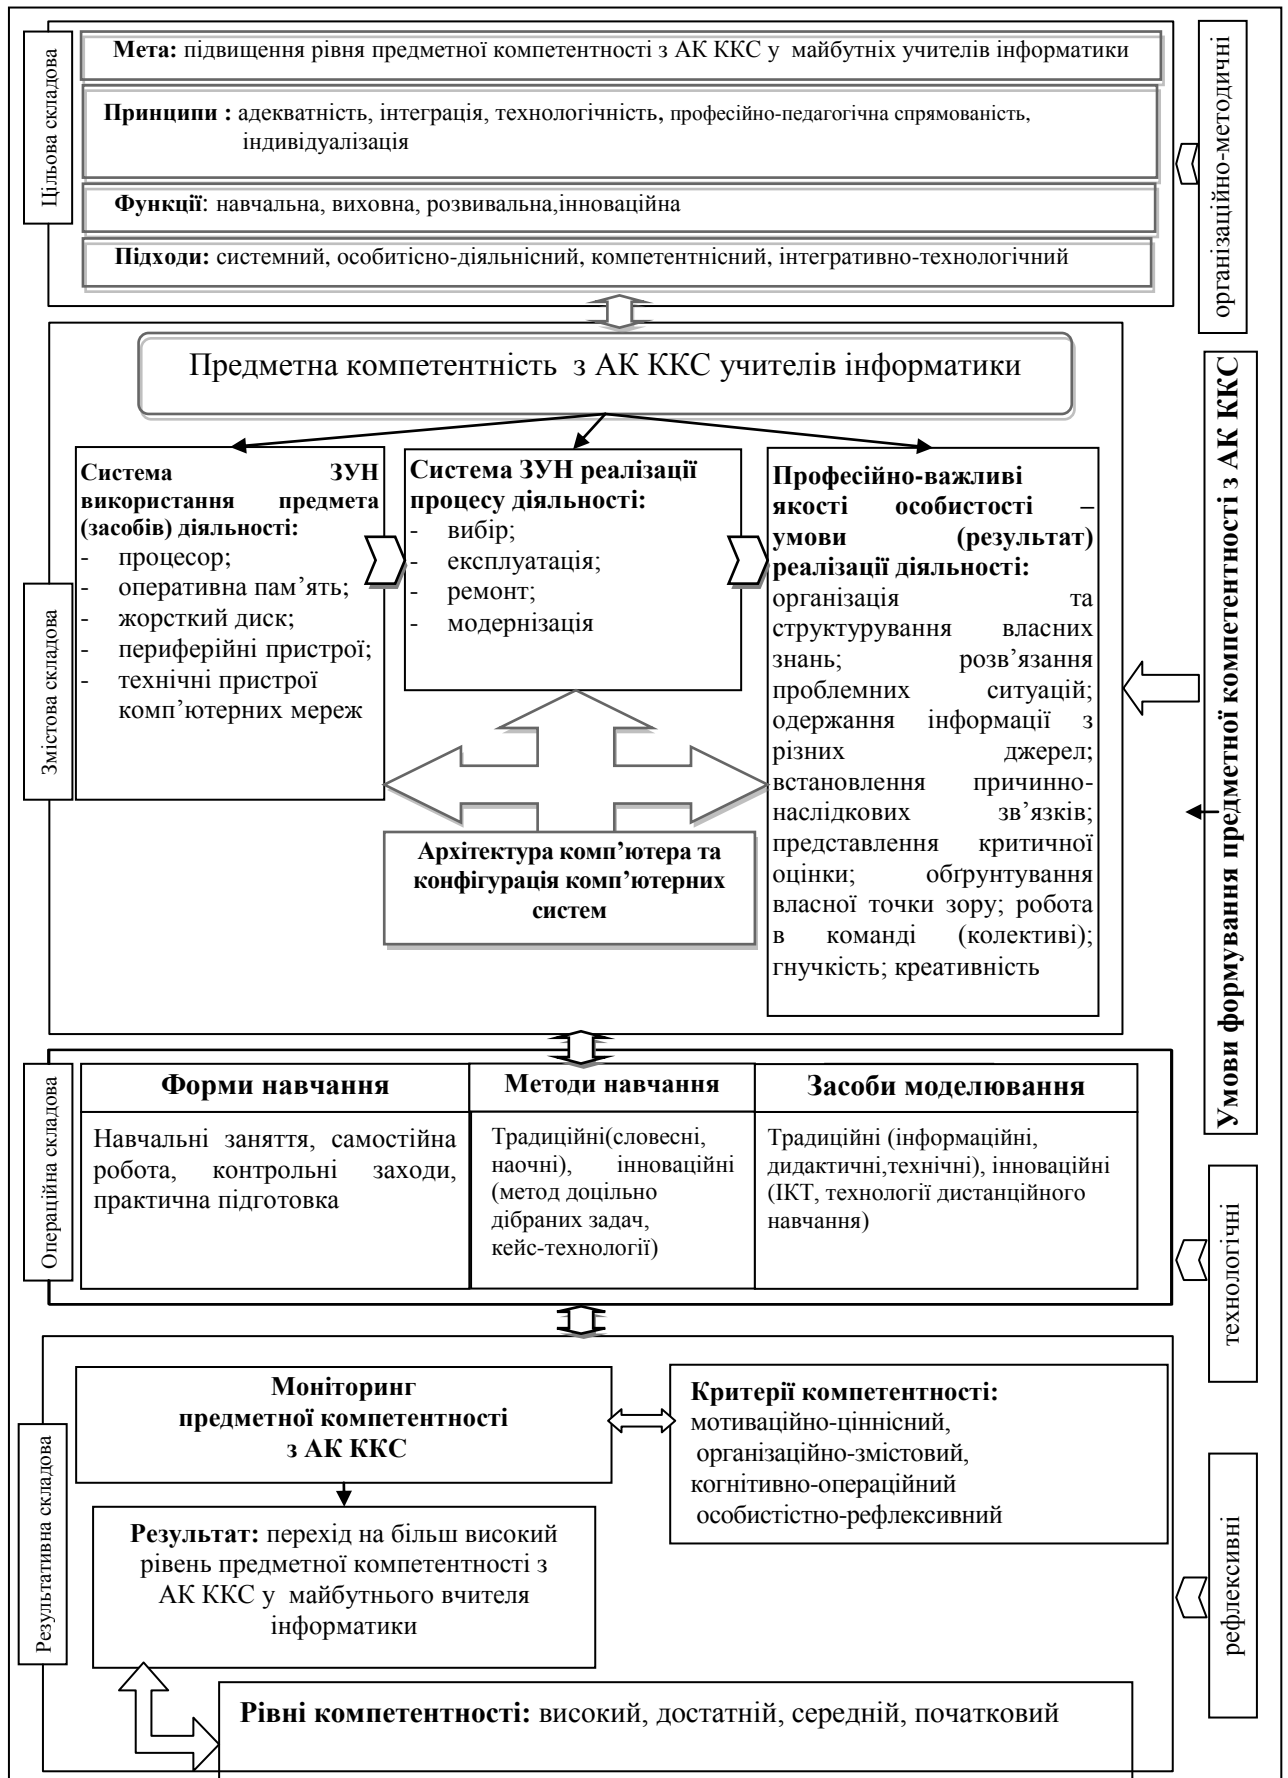 Цільова складова
Мета: підвищення рівня предметної компетентності з АК ККС у майбутніх учителів інформатики
Принципи : адекватність, інтеграція, технологічність, професійно-педагогічна спрямованість,
індивідуалізація
Функції: навчальна, виховна, розвивальна,інноваційна
Підходи: системний, особитісно-діяльнісний, компетентнісний, інтегративно-технологічний
організаційно-методичні
Змістова складова
Предметна компетентність з АК ККС учителів інформатики
Система ЗУН
використання предмета
(засобів) діяльності:
- процесор;
- оперативна пам’ять;
- жорсткий диск;
- периферійні пристрої;
- технічні пристрої
комп’ютерних мереж
Система ЗУН реалізації
процесу діяльності:
- вибір;
- експлуатація;
- ремонт;
- модернізація
Професійно-важливі
якості особистості –
умови (результат)
реалізації діяльності:
організація та
структурування власних
знань; розв’язання
проблемних ситуацій;
одержання інформації з
різних джерел;
встановлення причинно-
наслідкових зв’язків;
представлення критичної
оцінки; обґрунтування
власної точки зору; робота
в команді (колективі);
гнучкість; креативність
Архітектура комп’ютера та
конфігурація комп’ютерних
систем
Умови формування предметної компетентності з АК ККС
Операційна складова
Форми навчання
Навчальні заняття, самостійна
робота, контрольні заходи,
практична підготовка
Методи навчання
Традиційні(словесні,
наочні), інноваційні
(метод доцільно
дібраних задач,
кейс-технології)
Засоби моделювання
Традиційні (інформаційні,
дидактичні,технічні), інноваційні
(ІКТ, технології дистанційного
навчання)
технологічні
Результативна складова
Моніторинг
предметної компетентності
з АК ККС
Критерії компетентності:
мотиваційно-ціннісний,
організаційно-змістовий,
когнітивно-операційний
особистістно-рефлексивний
Результат: перехід на більш високий
рівень предметної компетентності з
АК ККС у майбутнього вчителя
інформатики
рефлексивні
Рівні компетентності: високий, достатній, середній, початковий